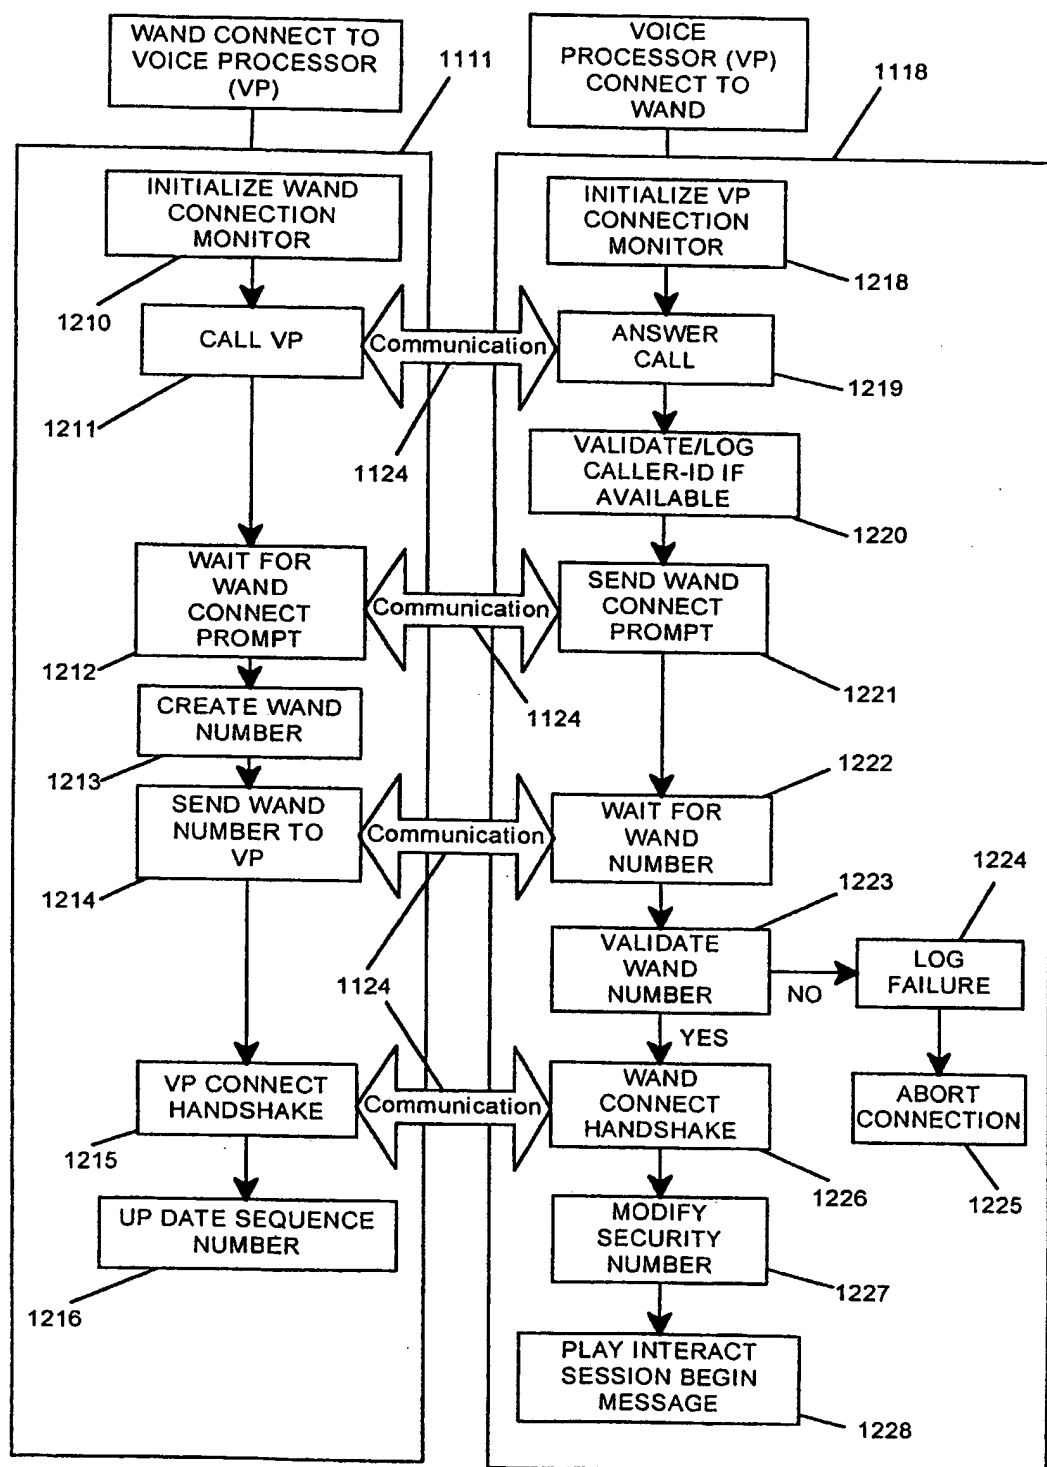 WAND CONNECT TO
VOICE PROCESSOR
(VP)
1111
VOICE
PROCESSOR (VP)
CONNECT TO
WAND
1118
INITIALIZE WAND
CONNECTION
MONITOR
1210
INITIALIZE VP
CONNECTION
MONITOR
1218
CALL VP
1211
Communication
1124
ANSWER
CALL
1219
VALIDATE/LOG
CALLER-ID IF
AVAILABLE
1220
WAIT FOR
WAND
CONNECT
PROMPT
1212
Communication
1124
SEND WAND
CONNECT
PROMPT
1221
CREATE WAND
NUMBER
1213
SEND WAND
NUMBER TO
VP
1214
Communication
1124
WAIT FOR
WAND
NUMBER
1222
VALIDATE
WAND
NUMBER
1223
NO
YES
LOG
FAILURE
1224
ABORT
CONNECTION
1225
VP CONNECT
HANDSHAKE
1215
Communication
WAND
CONNECT
HANDSHAKE
1226
UP DATE SEQUENCE
NUMBER
1216
MODIFY
SECURITY
NUMBER
1227
PLAY INTERACT
SESSION BEGIN
MESSAGE
1228